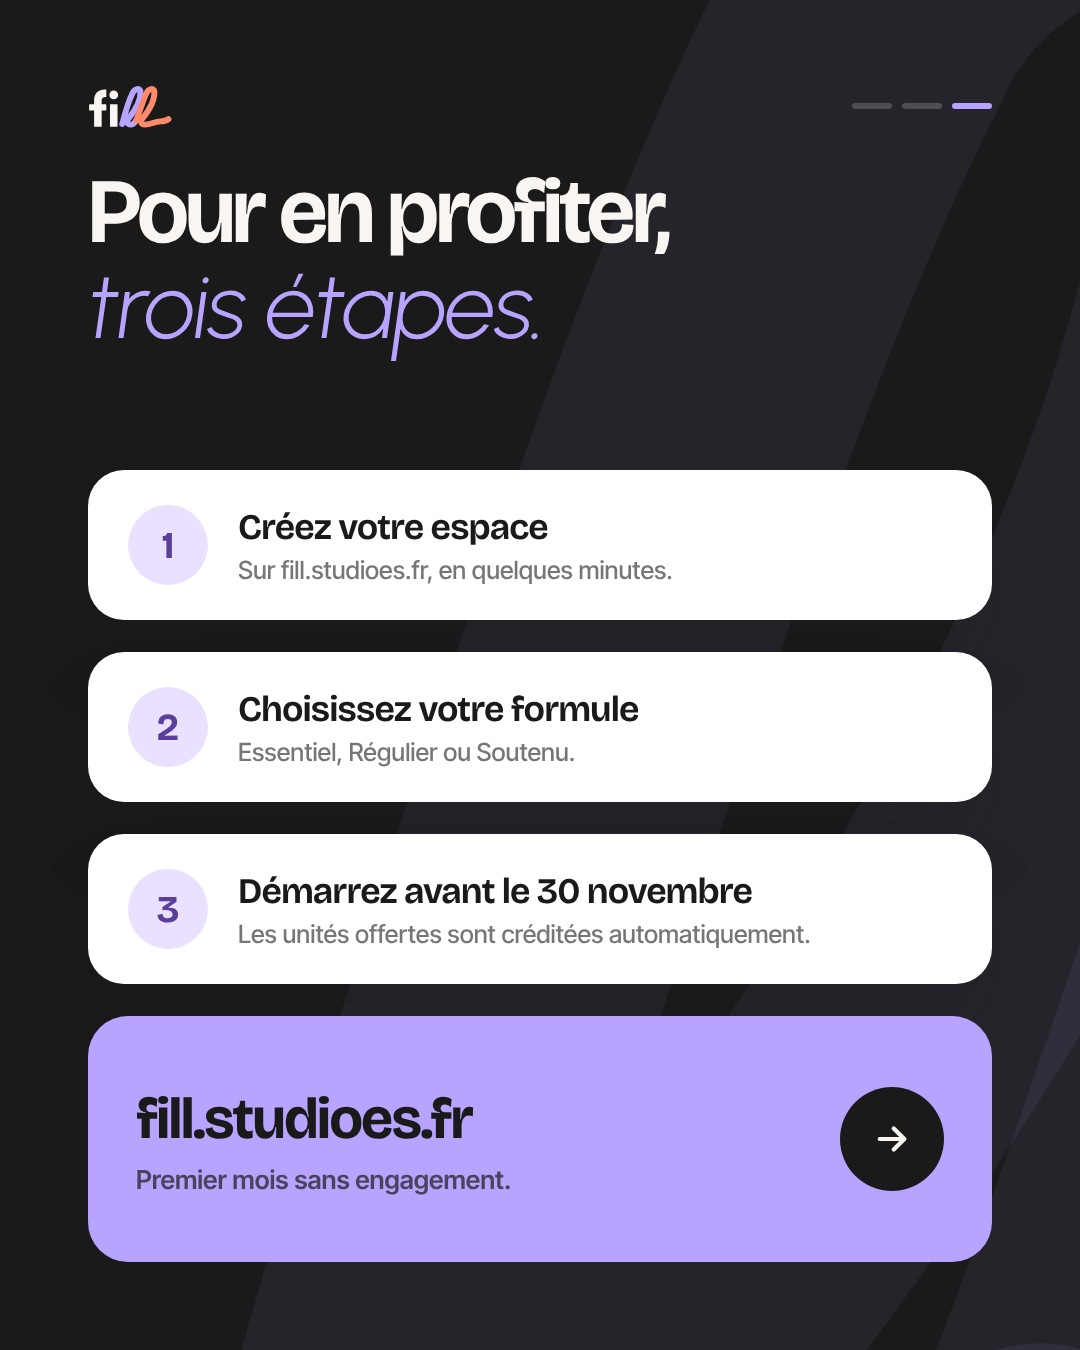 fill
Pour en profiter,
trois étapes.
1
Créez votre espace
Sur fill.studioes.fr, en quelques minutes.
2
Choisissez votre formule
Essentiel, Régulier ou Soutenu.
3
Démarrez avant le 30 novembre
Les unités offertes sont créditées automatiquement.
fill.studioes.fr
Premier mois sans engagement.